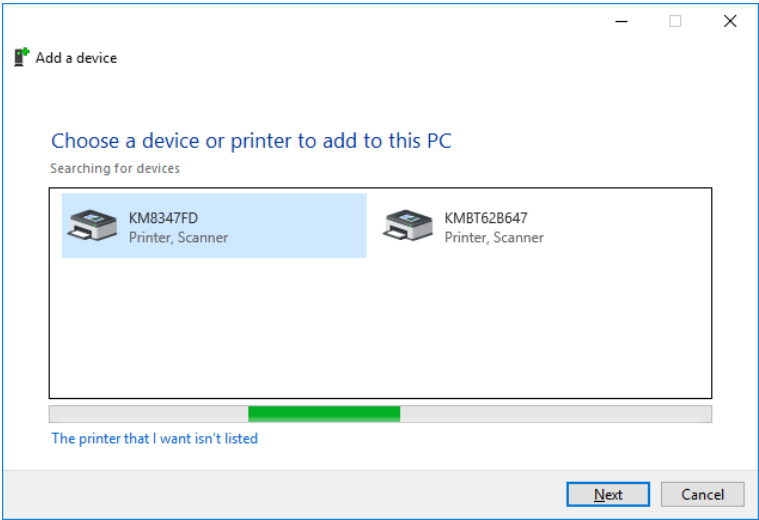 Add a device
Choose a device or printer to add to this PC
Searching for devices
KM8347FD
Printer, Scanner
KMBT62B647
Printer, Scanner
The printer that I want isn't listed
Next
Cancel